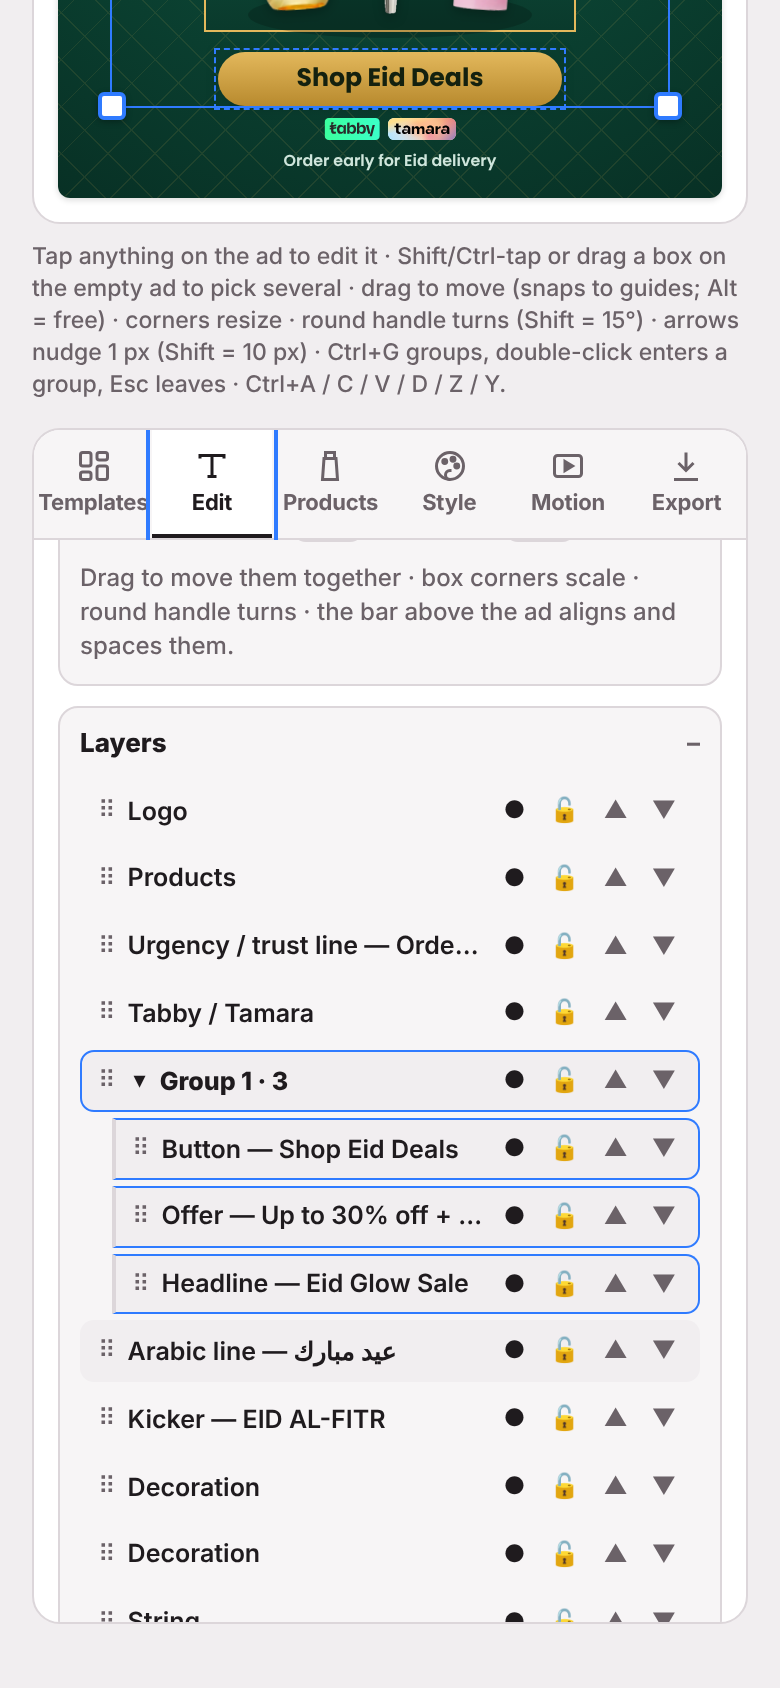 Shop Eid Deals
tabby tamara
Order early for Eid delivery
Tap anything on the ad to edit it · Shift/Ctrl-tap or drag a box on
the empty ad to pick several · drag to move (snaps to guides; Alt
= free) · corners resize · round handle turns (Shift = 15°) · arrows
nudge 1 px (Shift = 10 px) · Ctrl+G groups, double-click enters a
group, Esc leaves · Ctrl+A / C / V / D / Z / Y.
Templates Edit Products Style Motion Export
Drag to move them together · box corners scale ·
round handle turns · the bar above the ad aligns and
spaces them.
Layers
Logo
Products
Urgency / trust line — Orde...
Tabby / Tamara
Group 1 · 3
Button — Shop Eid Deals
Offer — Up to 30% off + ...
Headline — Eid Glow Sale
Arabic line — عيد مبارك
Kicker — EID AL-FITR
Decoration
Decoration
String